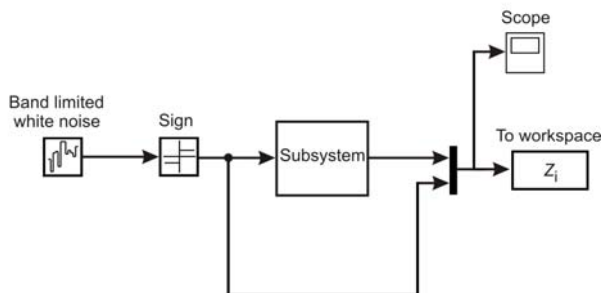 Scope
Band limited
white noise
Sign
Subsystem
To workspace
Zi